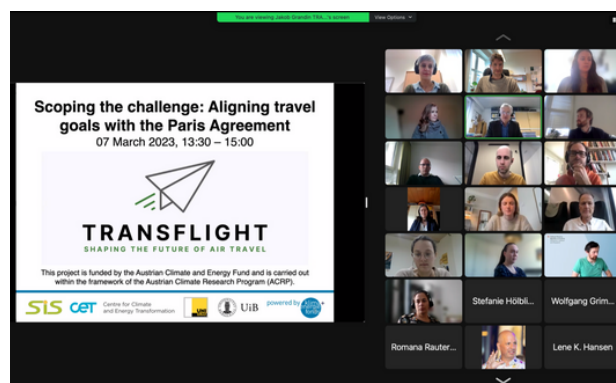 You are viewing Jakob Grandin TRA...'s screen
View Options
Scoping the challenge: Aligning travel
goals with the Paris Agreement
07 March 2023, 13:30 – 15:00
TRANSFLIGHT
SHAPING THE FUTURE OF AIR TRAVEL
This project is funded by the Austrian Climate and Energy Fund and is carried out
within the framework of the Austrian Climate Research Program (ACRP).
SIS
CET
Centre for Climate
and Energy Transformation
UiB
powered by
Stefanie Hölbli...
Wolfgang Grim...
Romana Rauter...
Lene K. Hansen